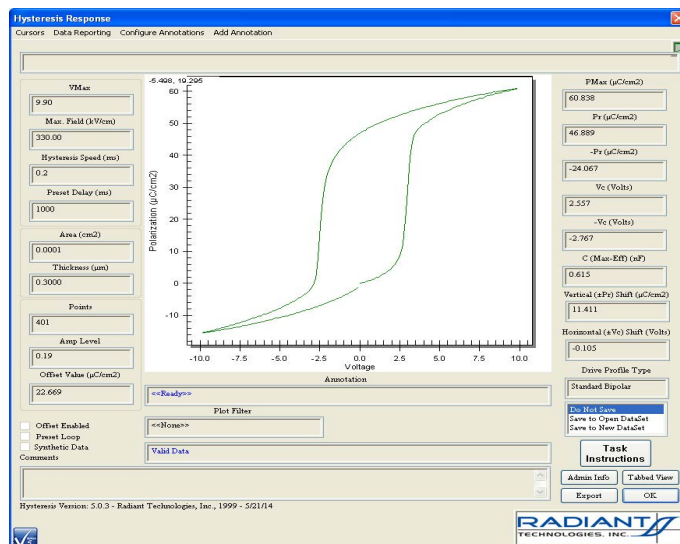 Hysteresis Response
Cursors Data Reporting Configure Annotations Add Annotation
VMax
9.90
Max. Field (kV/cm)
330.00
Hysteresis Speed (ms)
0.2
Preset Delay (ms)
1000
Area (cm2)
0.0001
Thickness (µm)
0.3000
Points
401
Amp Level
0.19
Offset Value (µC/cm2)
22.669
Offset Enabled
Preset Loop
Synthetic Data
-5.498, 19.295
Polarization (µC/cm2)
60
50
40
30
20
10
0
-10
-10.0 -7.5 -5.0 -2.5 0.0 2.5 5.0 7.5 10.0
Voltage
Annotation
<<Ready>>
Plot Filter
<<None>>
Valid Data
PMax (µC/cm2)
60.838
Pr (µC/cm2)
46.889
-Pr (µC/cm2)
-24.067
Vc (Volts)
2.557
-Vc (Volts)
-2.767
C (Max-Eff) (nF)
0.615
Vertical (±Pr) Shift (µC/cm2)
11.411
Horizontal (±Vc) Shift (Volts)
-0.105
Drive Profile Type
Standard Bipolar
Do Not Save
Save to Open DataSet
Save to New DataSet
Task
Instructions
Admin Info Tabbed View
Export OK
Comments
Hysteresis Version: 5.0.3 - Radiant Technologies, Inc., 1999 - 5/21/14
RADIANT
TECHNOLOGIES, INC.